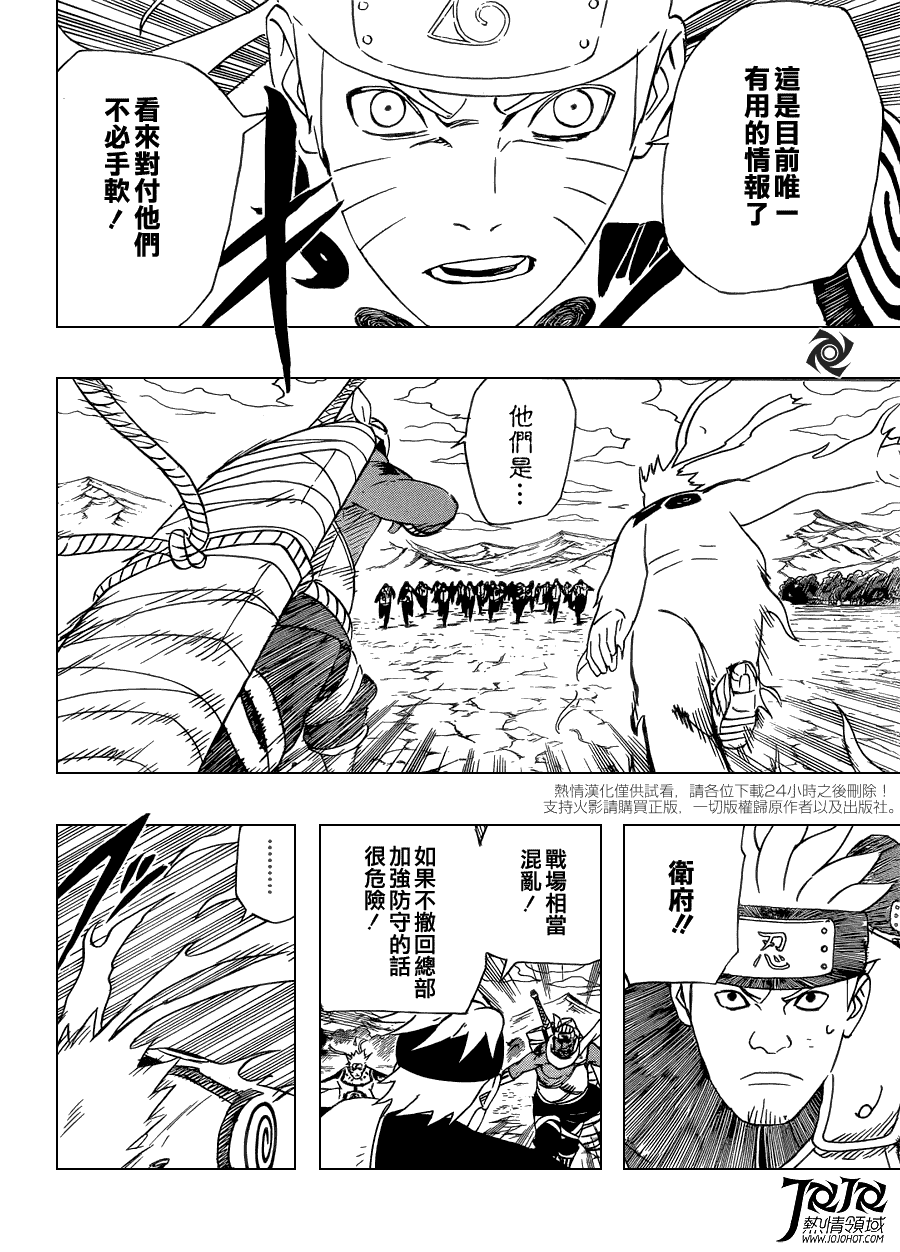 這是目前唯一
有用的情報了
看來對付他們
不必手軟！
他們是…
熱情漢化僅供試看，請各位下載24小時之後刪除！
支持火影請購買正版，一切版權歸原作者以及出版社。
衛府!!
忍
戰場相當
混亂！
如果不撤回總部
加強防守的話
很危險！
………
JOJO
熱情領域
WWW.JOJOHOT.COM